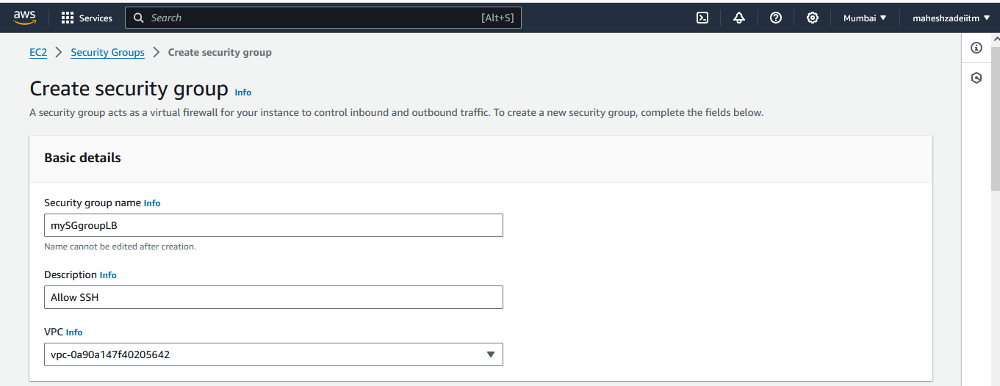 aws Services Search [Alt+S] Mumbai ▼ maheshzadeiitm ▼
EC2 > Security Groups > Create security group
Create security group Info
A security group acts as a virtual firewall for your instance to control inbound and outbound traffic. To create a new security group, complete the fields below.
Basic details
Security group name Info
mySGgroupLB
Name cannot be edited after creation.
Description Info
Allow SSH
VPC Info
vpc-0a90a147f40205642